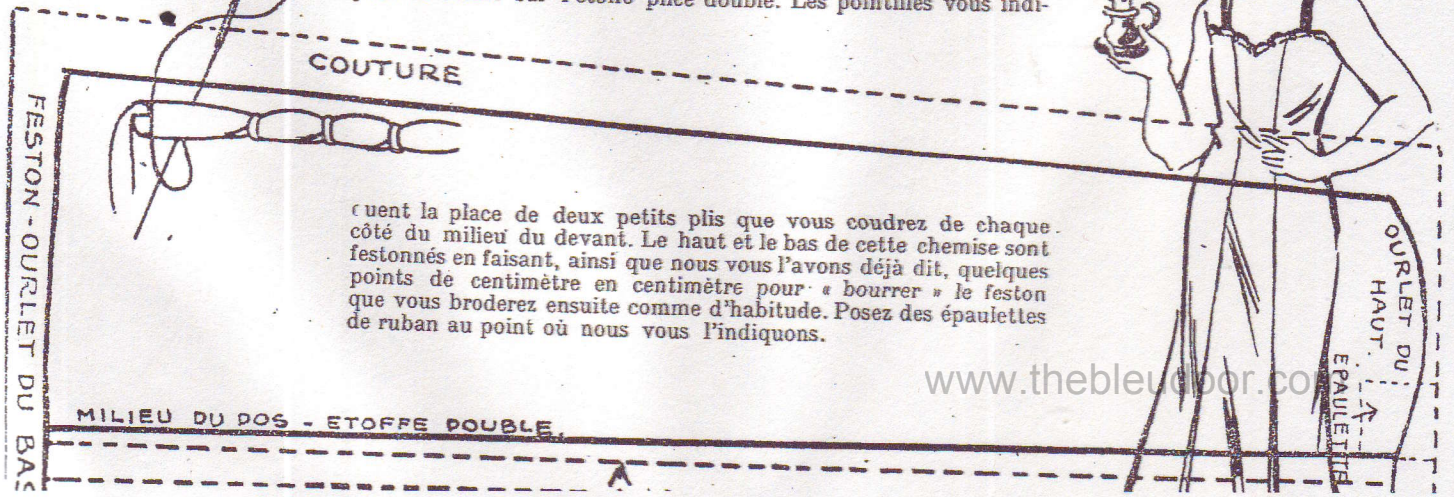 sur l'étoffe pliée double. Les pointillés vous indi-
COUTURE
FESTON - OURLET DU BAS
cuent la place de deux petits plis que vous coudrez de chaque
côté du milieu du devant. Le haut et le bas de cette chemise sont
festonnés en faisant, ainsi que nous vous l'avons déjà dit, quelques
points de centimètre en centimètre pour « bourrer » le feston
que vous broderez ensuite comme d'habitude. Posez des épaulettes
de ruban au point où nous vous l'indiquons.
OURLET DU
HAUT.
EPAULETTE
www.thebleudoor.com
MILIEU DU DOS - ETOFFE DOUBLE.